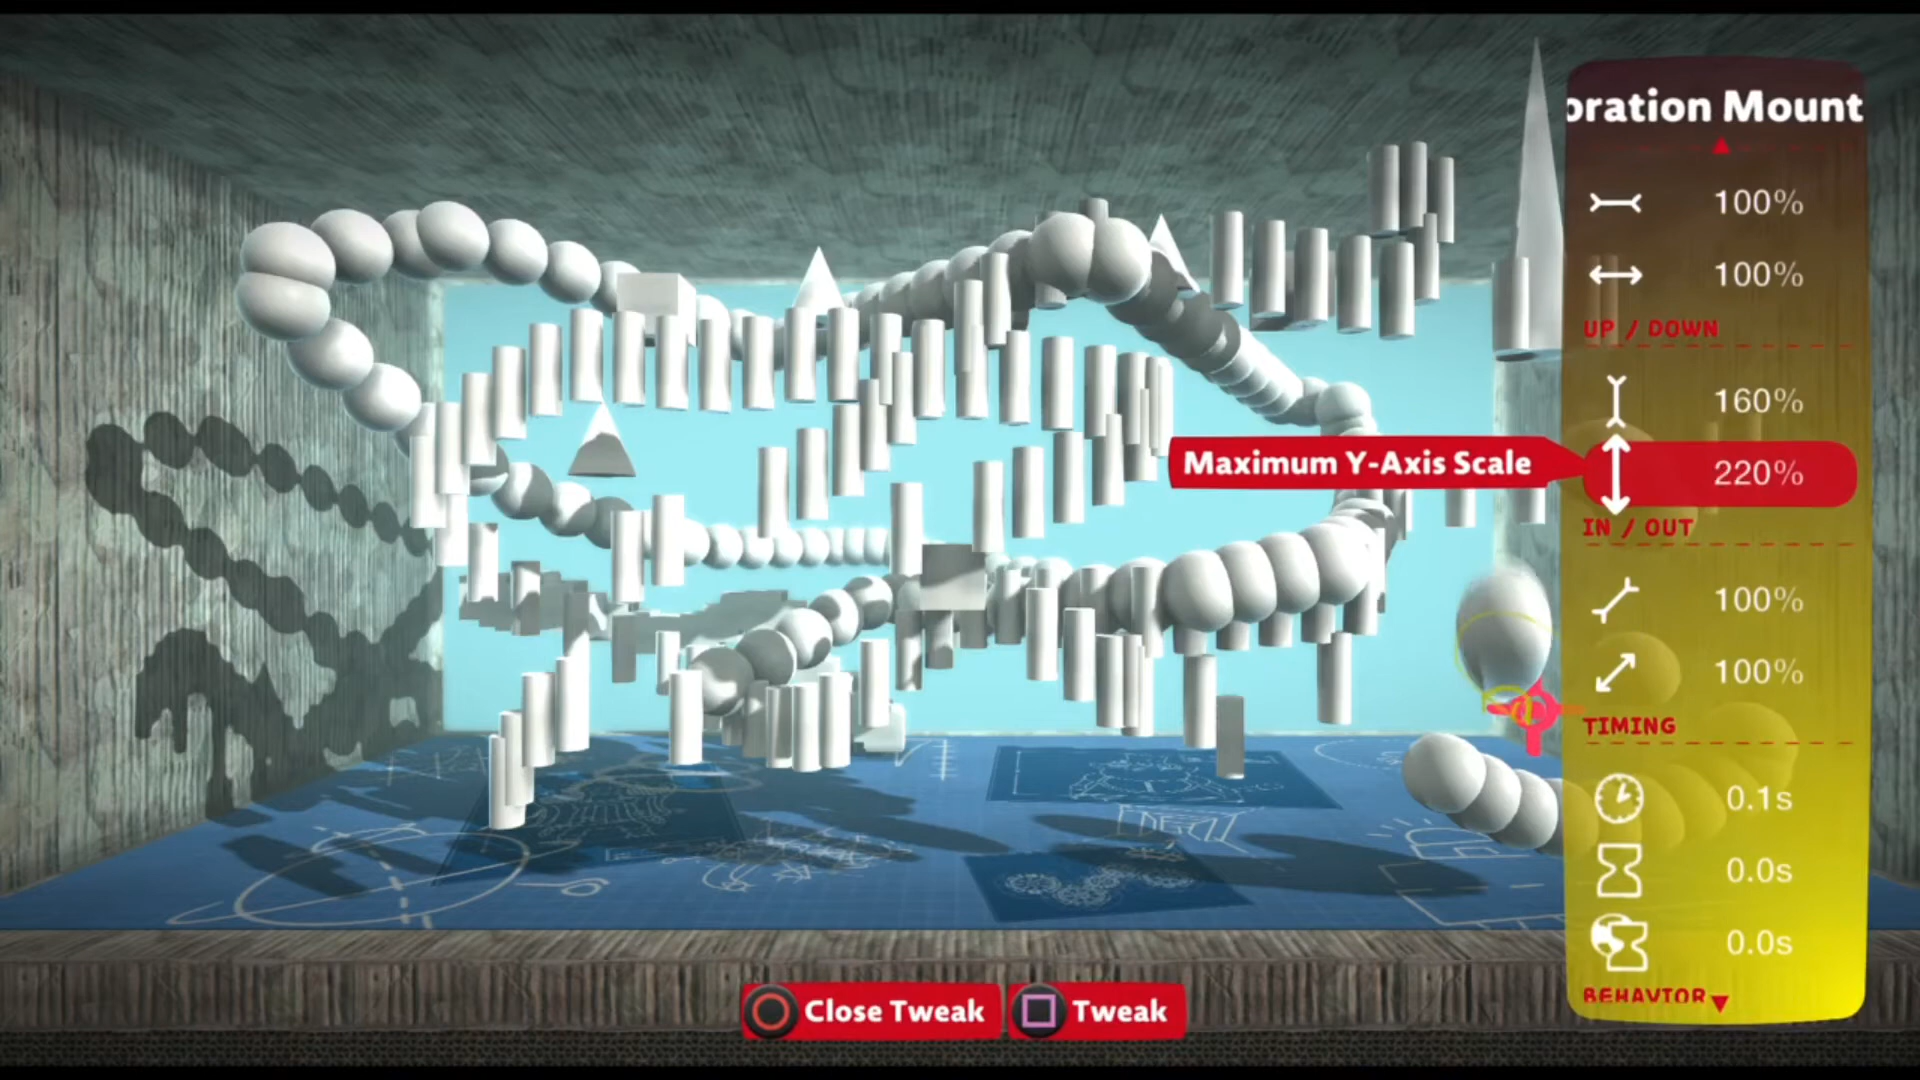 oration Mount
100%
100%
UP / DOWN
160%
Maximum Y-Axis Scale
220%
IN / OUT
100%
100%
TIMING
0.1s
0.0s
0.0s
BEHAVIOR
Close Tweak
Tweak